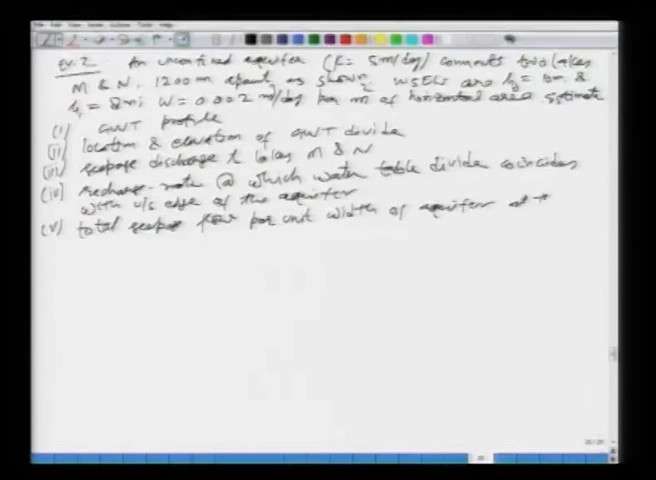 Ex. 2 An unconfined aquifer (K = 5m/day) connects two lakes
M & N, 1200 m apart as shown. WSELs are h0 = 10m &
h1 = 8m; W = 0.002 m3/day per m2 of horizontal area estimate
(i) GWT profile
(ii) location & elevation of GWT divide
(iii) seepage discharge t lakes M & N
(iv) recharge rate @ which water table divide coincides
with u/s edge of the aquifer
(v) total seepage flow per unit width of aquifer at t